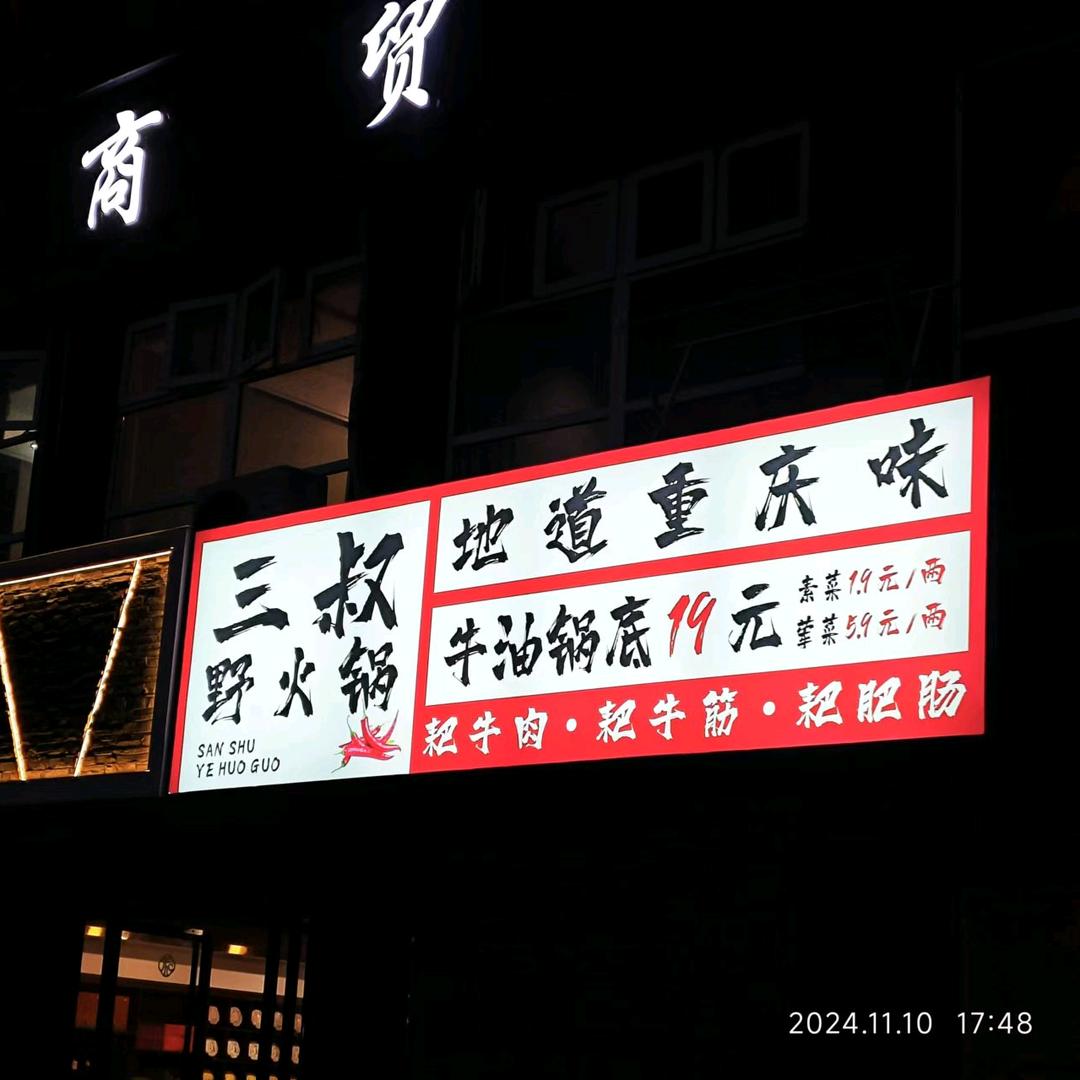 商 贸
三叔
野火锅
SAN SHU
YE HUO GUO
地道重庆味
牛油锅底19元
素菜1.9元/两
荤菜5.9元/两
耙牛肉·耙牛筋·耙肥肠
2024.11.10 17:48